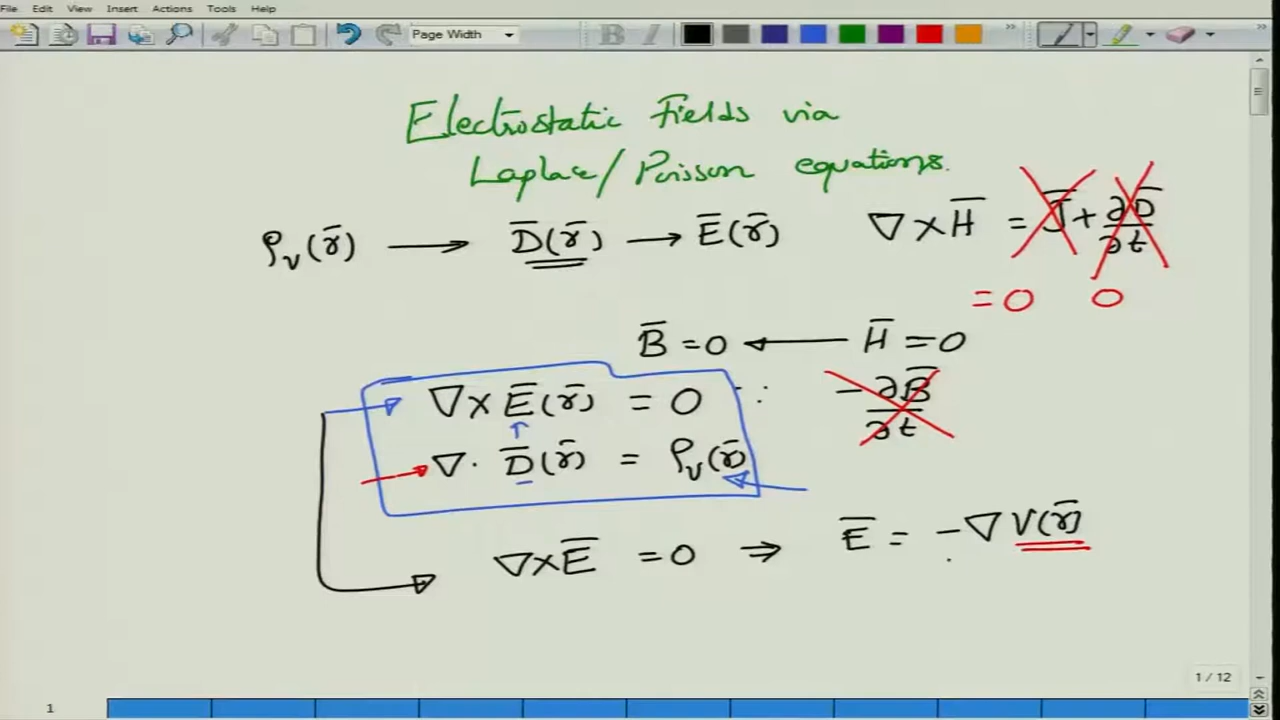 File Edit View Insert Actions Tools Help
Page Width
B I
Electrostatic Fields via
Laplace/Poisson equations.
ρᵥ(r̄) ⟶ D̄(r̄) ⟶ Ē(r̄)
∇×H̄ = J̄ + ∂D̄/∂t
= 0 0
B̄ = 0 ⟵ H̄ = 0
∇×Ē(r̄) = 0 ∵ -∂B̄/∂t
∇·D̄(r̄) = ρᵥ(r̄)
∇×Ē = 0 ⇒ Ē = -∇V(r̄)
1 / 12
1